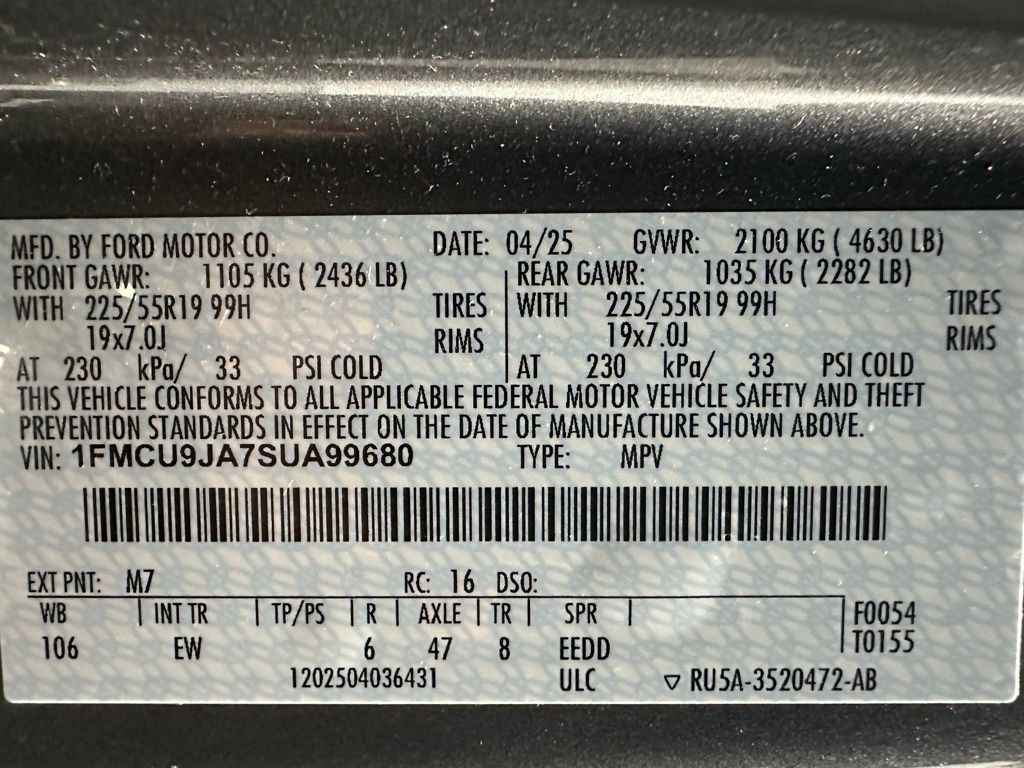 MFD. BY FORD MOTOR CO. DATE: 04/25 GVWR: 2100 KG ( 4630 LB)
FRONT GAWR: 1105 KG ( 2436 LB) REAR GAWR: 1035 KG ( 2282 LB)
WITH 225/55R19 99H TIRES WITH 225/55R19 99H TIRES
19x7.0J RIMS 19x7.0J RIMS
AT 230 kPa/ 33 PSI COLD AT 230 kPa/ 33 PSI COLD
THIS VEHICLE CONFORMS TO ALL APPLICABLE FEDERAL MOTOR VEHICLE SAFETY AND THEFT
PREVENTION STANDARDS IN EFFECT ON THE DATE OF MANUFACTURE SHOWN ABOVE.
VIN: 1FMCU9JA7SUA99680 TYPE: MPV
EXT PNT: M7 RC: 16 DSO:
WB | INT TR | TP/PS | R | AXLE | TR | SPR | F0054
106 EW 6 47 8 EEDD T0155
1202504036431 ULC ▽ RU5A-3520472-AB